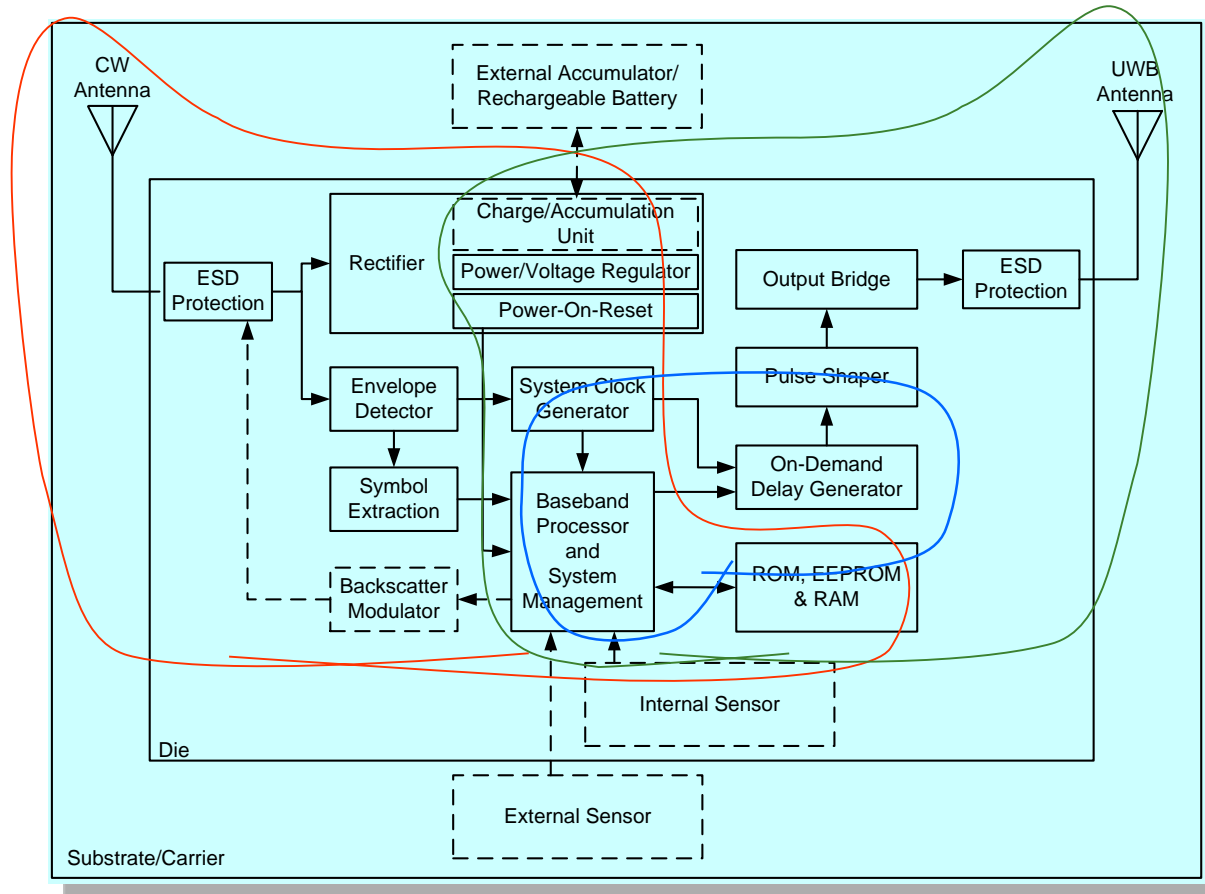 CW
Antenna
External Accumulator/
Rechargeable Battery
UWB
Antenna
Charge/Accumulation
Unit
Rectifier
Power/Voltage Regulator
Power-On-Reset
ESD
Protection
Output Bridge
ESD
Protection
Envelope
Detector
System Clock
Generator
Pulse Shaper
Symbol
Extraction
Baseband
Processor
and
System
Management
On-Demand
Delay Generator
Backscatter
Modulator
ROM, EEPROM
& RAM
Internal Sensor
Die
External Sensor
Substrate/Carrier